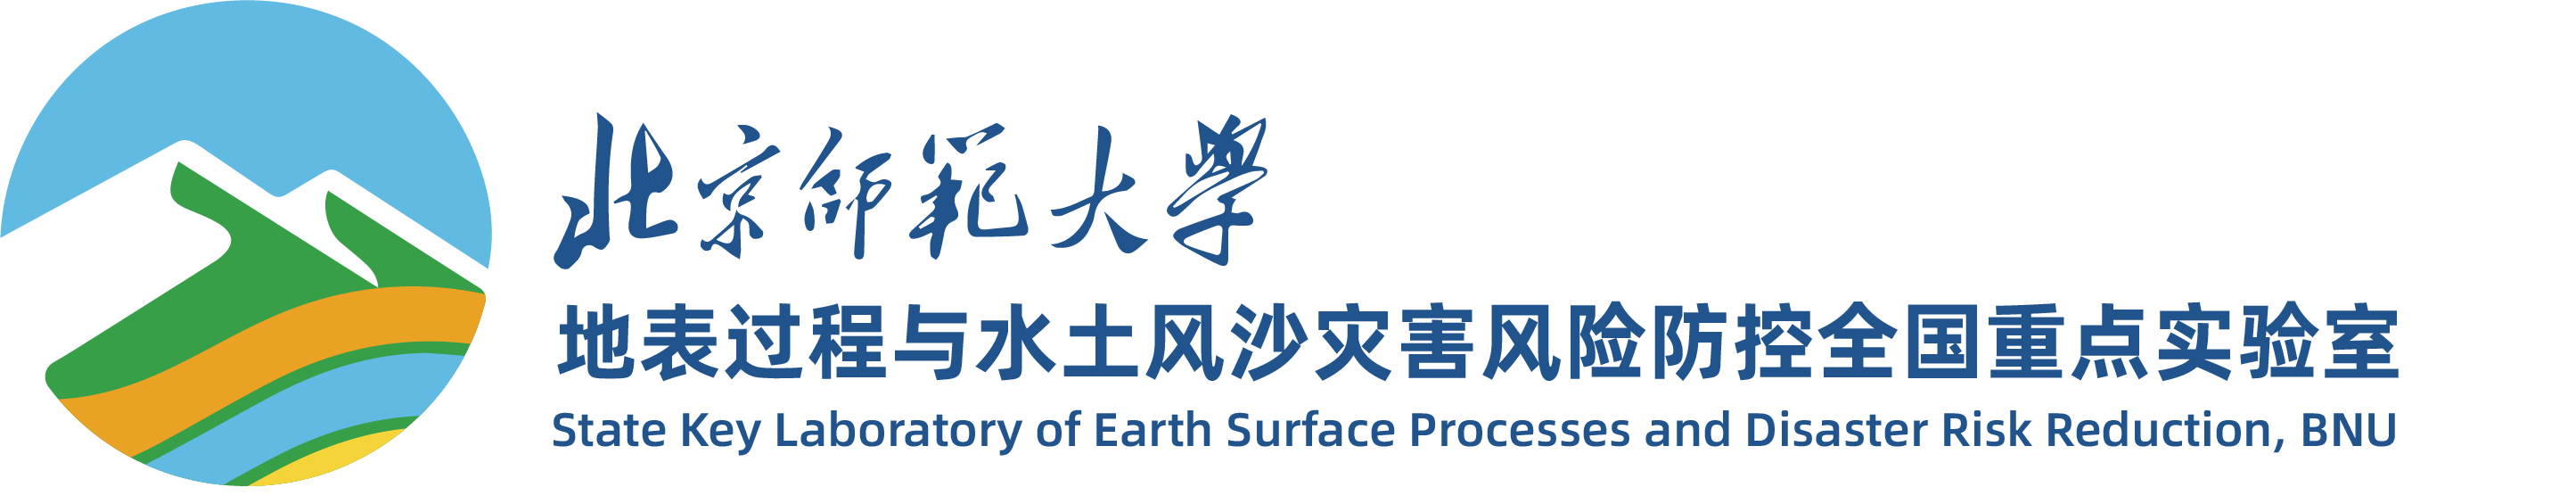 北京师範大學
地表过程与水土风沙灾害风险防控全国重点实验室
State Key Laboratory of Earth Surface Processes and Disaster Risk Reduction, BNU